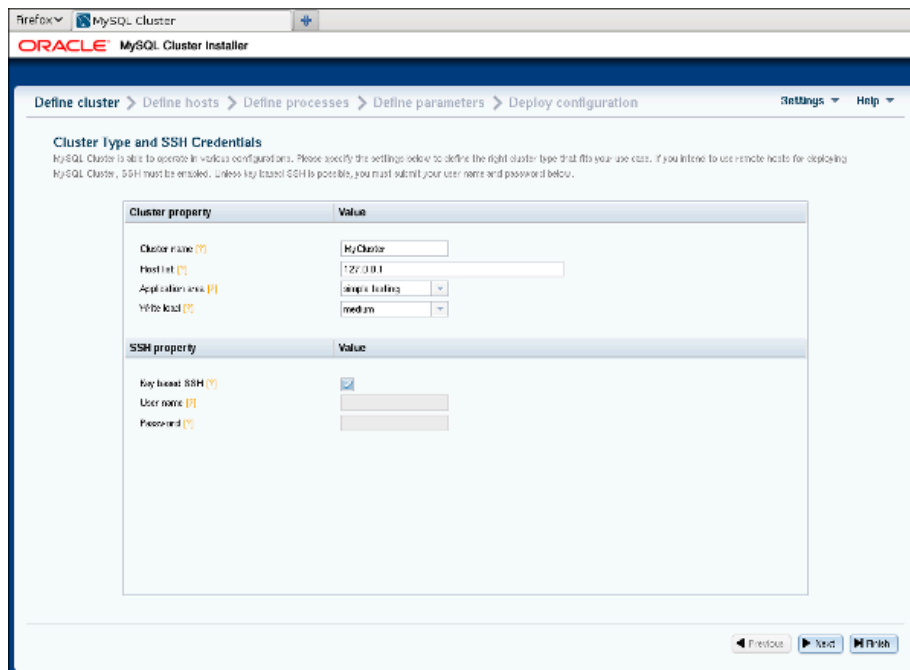 Firefox
MySQL Cluster
ORACLE MySQL Cluster Installer
Define cluster > Define hosts > Define processes > Define parameters > Deploy configuration
Settings Help
Cluster Type and SSH Credentials
MySQL Cluster is able to operate in various configurations. Please specify the settings below to define the right cluster type that fits your use case. If you intend to use remote hosts for deploying
MySQL Cluster, SSH must be enabled. Unless key based SSH is possible, you must submit your user name and password below.
Cluster property Value
Cluster name [?] MyCluster
Host list [?] 127.0.0.1
Application area [?] simple testing
Write load [?] medium
SSH property Value
Key based SSH [?]
User name [?]
Password [?]
Previous Next Finish